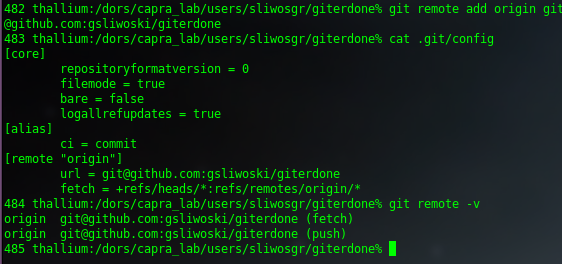 482 thallium:/dors/capra_lab/users/sliwosgr/giterdone% git remote add origin git
@github.com:gsliwoski/giterdone
483 thallium:/dors/capra_lab/users/sliwosgr/giterdone% cat .git/config
[core]
        repositoryformatversion = 0
        filemode = true
        bare = false
        logallrefupdates = true
[alias]
        ci = commit
[remote "origin"]
        url = git@github.com:gsliwoski/giterdone
        fetch = +refs/heads/*:refs/remotes/origin/*
484 thallium:/dors/capra_lab/users/sliwosgr/giterdone% git remote -v
origin  git@github.com:gsliwoski/giterdone (fetch)
origin  git@github.com:gsliwoski/giterdone (push)
485 thallium:/dors/capra_lab/users/sliwosgr/giterdone%